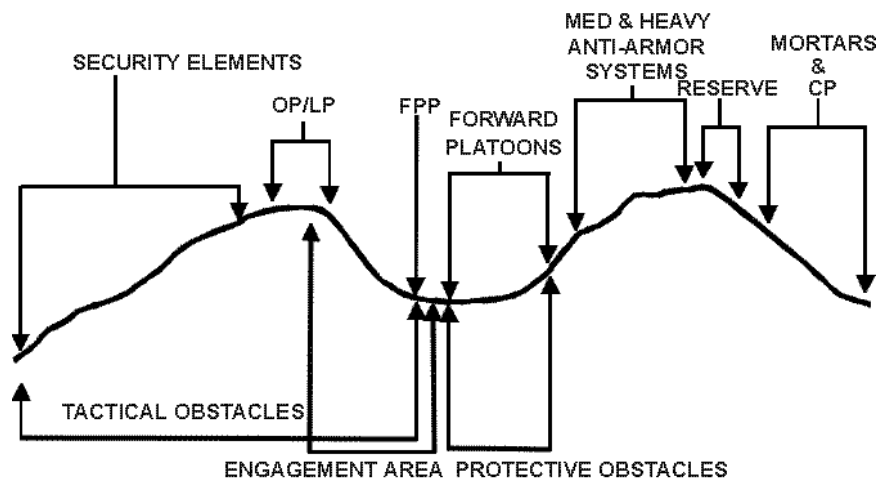 SECURITY ELEMENTS
OP/LP
FPP
FORWARD
PLATOONS
MED & HEAVY
ANTI-ARMOR
SYSTEMS
RESERVE
MORTARS
&
CP
TACTICAL OBSTACLES
ENGAGEMENT AREA
PROTECTIVE OBSTACLES